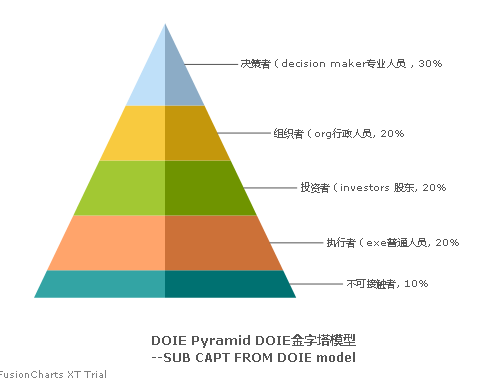 决策者（decision maker专业人员 , 30%
组织者（org行政人员, 20%
投资者（investors 股东, 20%
执行者（exe普通人员, 20%
不可接触者, 10%
DOIE Pyramid DOIE金字塔模型
--SUB CAPT FROM DOIE model
FusionCharts XT Trial